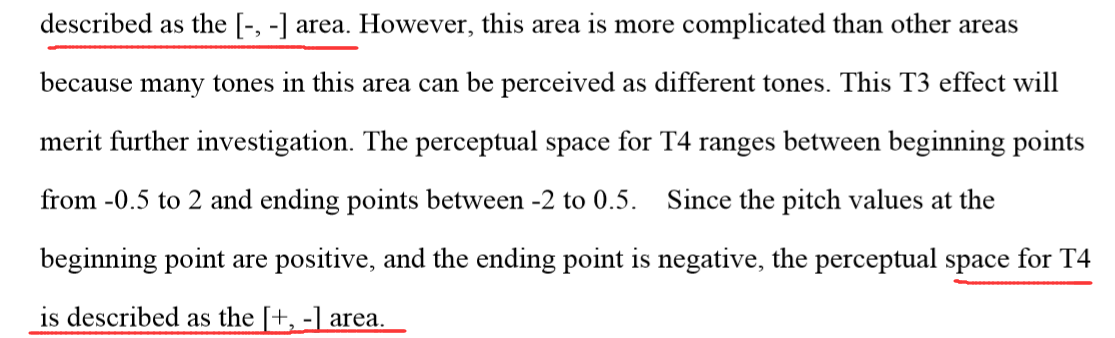 described as the [-, -] area. However, this area is more complicated than other areas
because many tones in this area can be perceived as different tones. This T3 effect will
merit further investigation. The perceptual space for T4 ranges between beginning points
from -0.5 to 2 and ending points between -2 to 0.5. Since the pitch values at the
beginning point are positive, and the ending point is negative, the perceptual space for T4
is described as the [+, -] area.